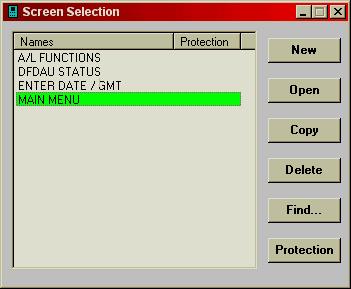 Screen Selection
Names Protection
A/L FUNCTIONS
DFDAU STATUS
ENTER DATE / GMT
MAIN MENU
New
Open
Copy
Delete
Find...
Protection